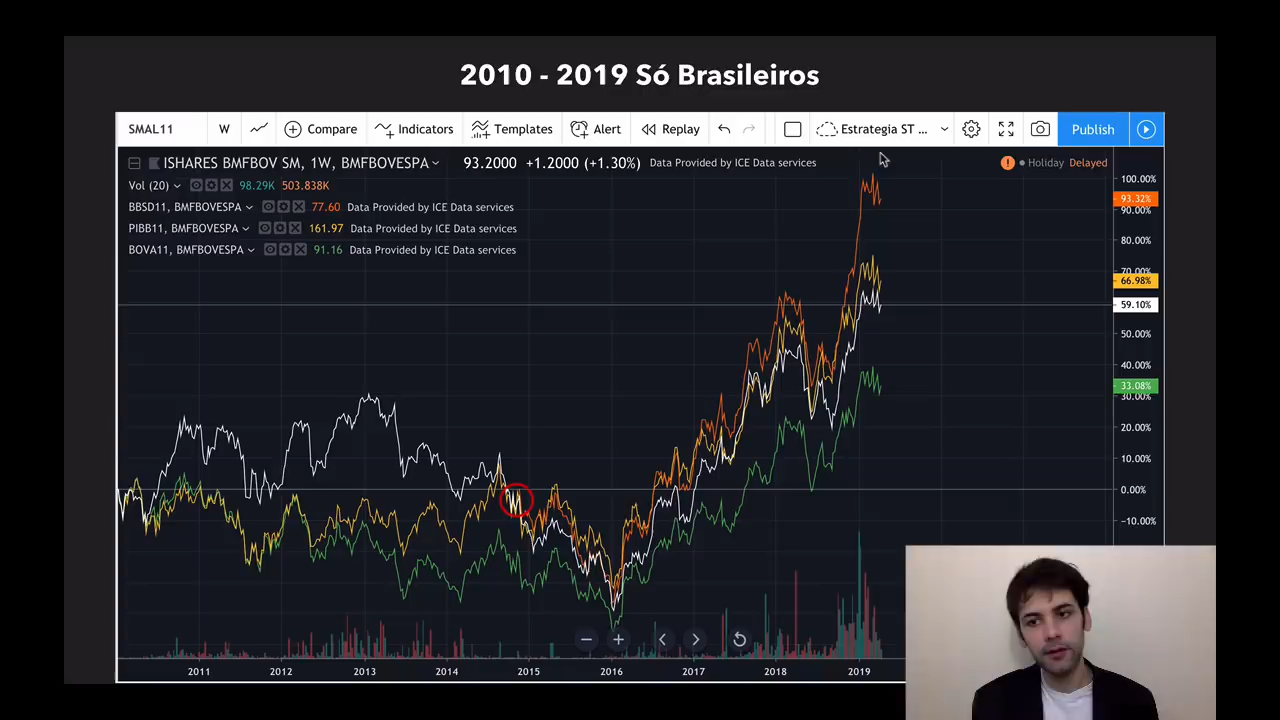 2010 - 2019 Só Brasileiros
SMAL11 W Compare Indicators Templates Alert Replay Estrategia ST ... Publish
ISHARES BMFBOV SM, 1W, BMFBOVESPA 93.2000 +1.2000 (+1.30%) Data Provided by ICE Data services Holiday Delayed
Vol (20) 98.29K 503.838K
BBSD11, BMFBOVESPA 77.60 Data Provided by ICE Data services
PIBB11, BMFBOVESPA 161.97 Data Provided by ICE Data services
BOVA11, BMFBOVESPA 91.16 Data Provided by ICE Data services
100.00%
93.32%
90.00%
80.00%
70.00%
66.98%
59.10%
50.00%
40.00%
33.08%
30.00%
20.00%
10.00%
0.00%
−10.00%
2011 2012 2013 2014 2015 2016 2017 2018 2019